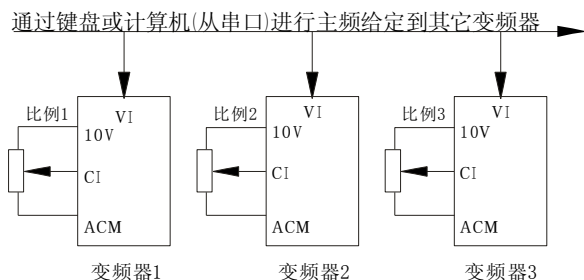 通过键盘或计算机(从串口)进行主频给定到其它变频器
比例1
VI
10V
CI
ACM
变频器1
比例2
VI
10V
CI
ACM
变频器2
比例3
VI
10V
CI
ACM
变频器3